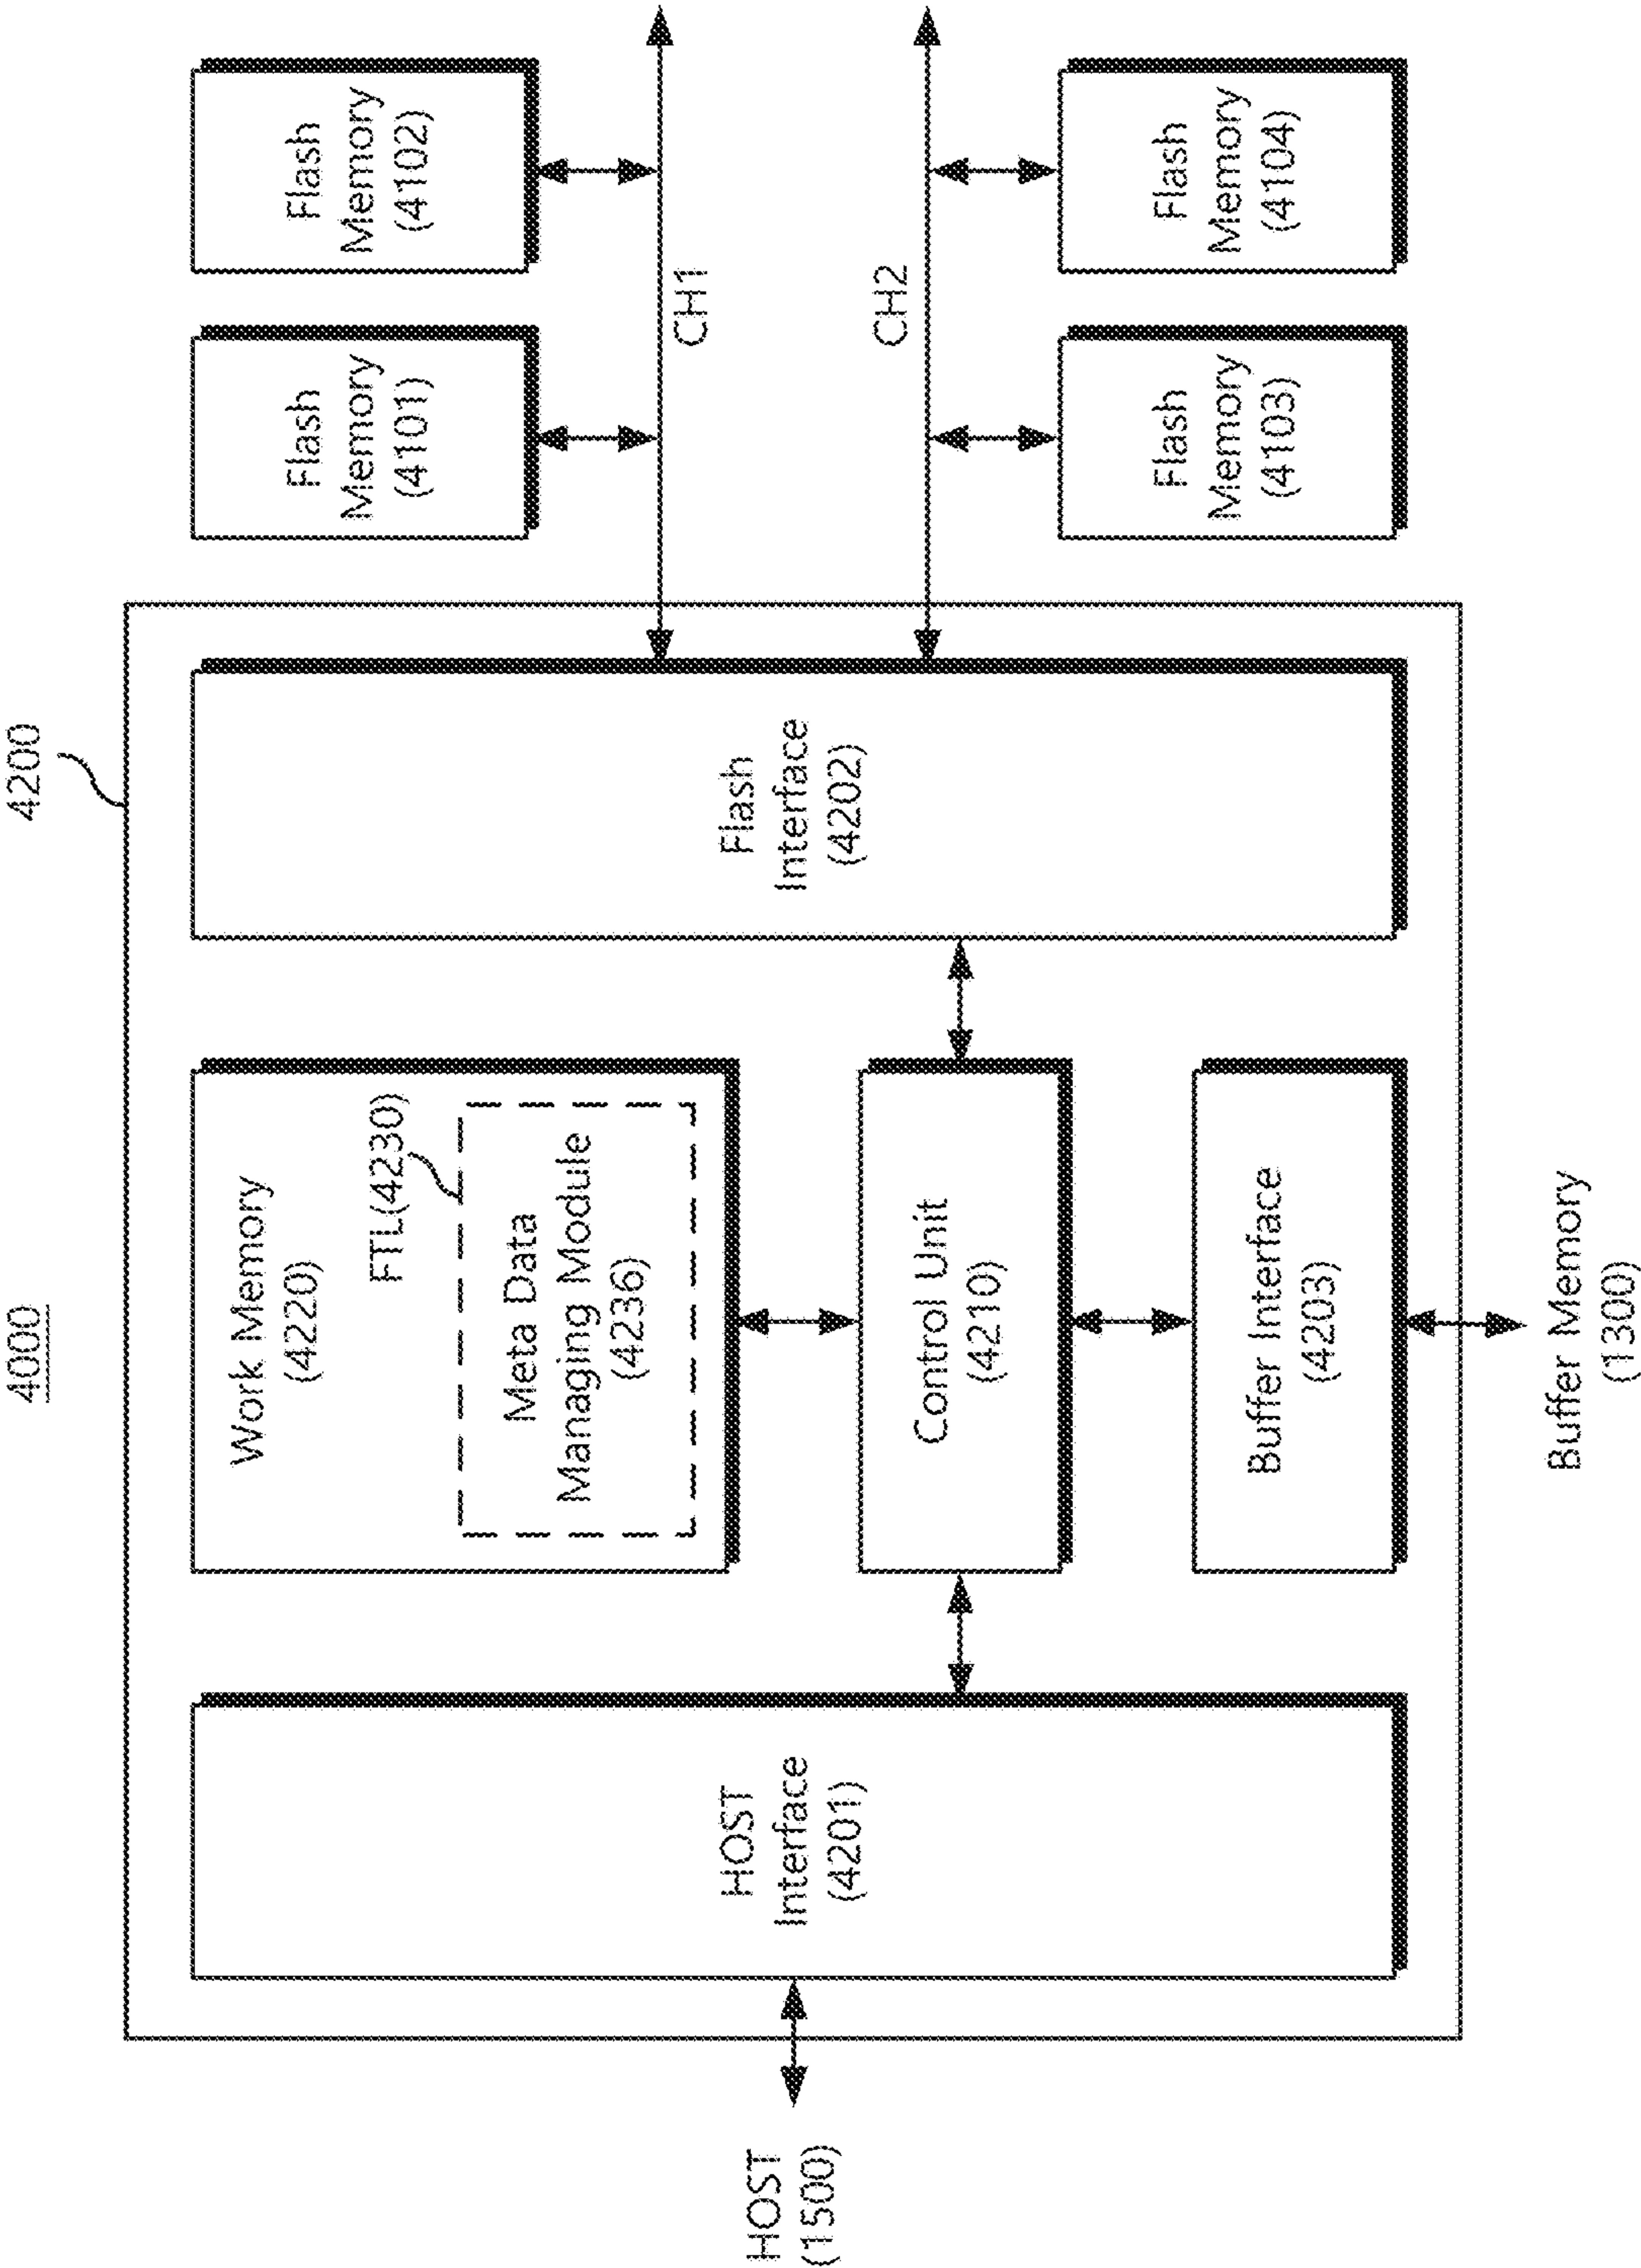 4000
4200
Work Memory
(4220)
FTL(4230)
Meta Data
Managing Module
(4236)
HOST
(1500)
HOST
Interface
(4201)
Control Unit
(4210)
Buffer Interface
(4203)
Buffer Memory
(1300)
Flash
Interface
(4202)
Flash
Memory
(4101)
Flash
Memory
(4102)
CH1
CH2
Flash
Memory
(4103)
Flash
Memory
(4104)